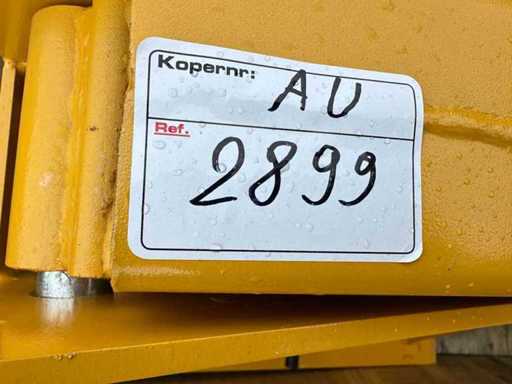 Kopernr: AU
Ref. 2899